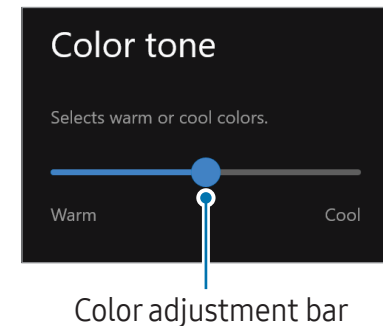 Color tone
Selects warm or cool colors.
Warm Cool
Color adjustment bar